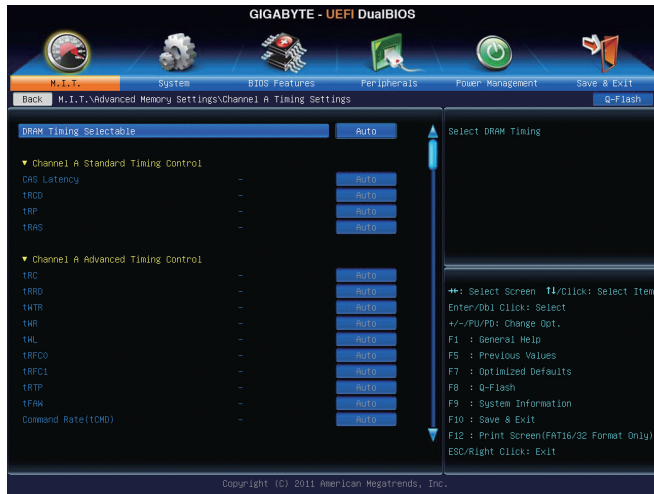 GIGABYTE - UEFI DualBIOS
M.I.T. System BIOS Features Peripherals Power Management Save & Exit
Back M.I.T.\Advanced Memory Settings\Channel A Timing Settings Q-Flash
DRAM Timing Selectable Auto
▼ Channel A Standard Timing Control
CAS Latency - Auto
tRCD - Auto
tRP - Auto
tRAS - Auto
▼ Channel A Advanced Timing Control
tRC - Auto
tRRD - Auto
tWTR - Auto
tWR - Auto
tWL - Auto
tRFC0 - Auto
tRFC1 - Auto
tRTP - Auto
tFAW - Auto
Command Rate(tCMD) - Auto
Select DRAM Timing
→←: Select Screen ↑↓/Click: Select Item
Enter/Dbl Click: Select
+/-/PU/PD: Change Opt.
F1 : General Help
F5 : Previous Values
F7 : Optimized Defaults
F8 : Q-Flash
F9 : System Information
F10 : Save & Exit
F12 : Print Screen(FAT16/32 Format Only)
ESC/Right Click: Exit
Copyright (C) 2011 American Megatrends, Inc.